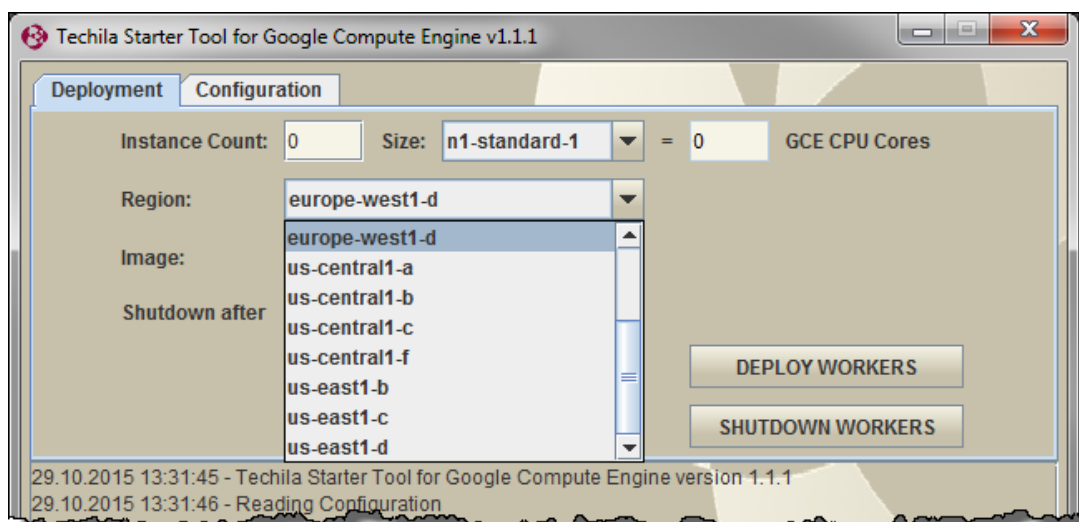 Techila Starter Tool for Google Compute Engine v1.1.1
Deployment Configuration
Instance Count: 0 Size: n1-standard-1 = 0 GCE CPU Cores
Region: europe-west1-d
europe-west1-d
Image:
us-central1-a
us-central1-b
Shutdown after
us-central1-c
us-central1-f
DEPLOY WORKERS
us-east1-b
us-east1-c
SHUTDOWN WORKERS
us-east1-d
29.10.2015 13:31:45 - Techila Starter Tool for Google Compute Engine version 1.1.1
29.10.2015 13:31:46 - Reading Configuration